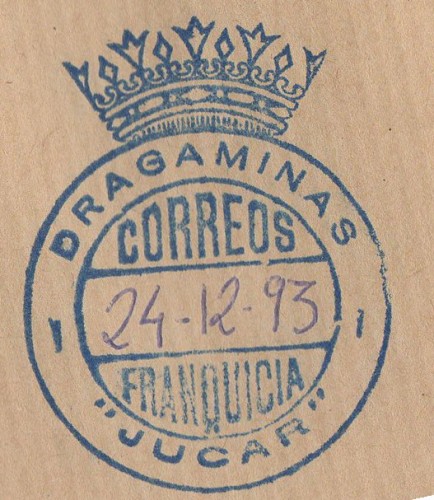 DRAGAMINAS
CORREOS
24-12-93
1 1
FRANQUICIA
"JUCAR"